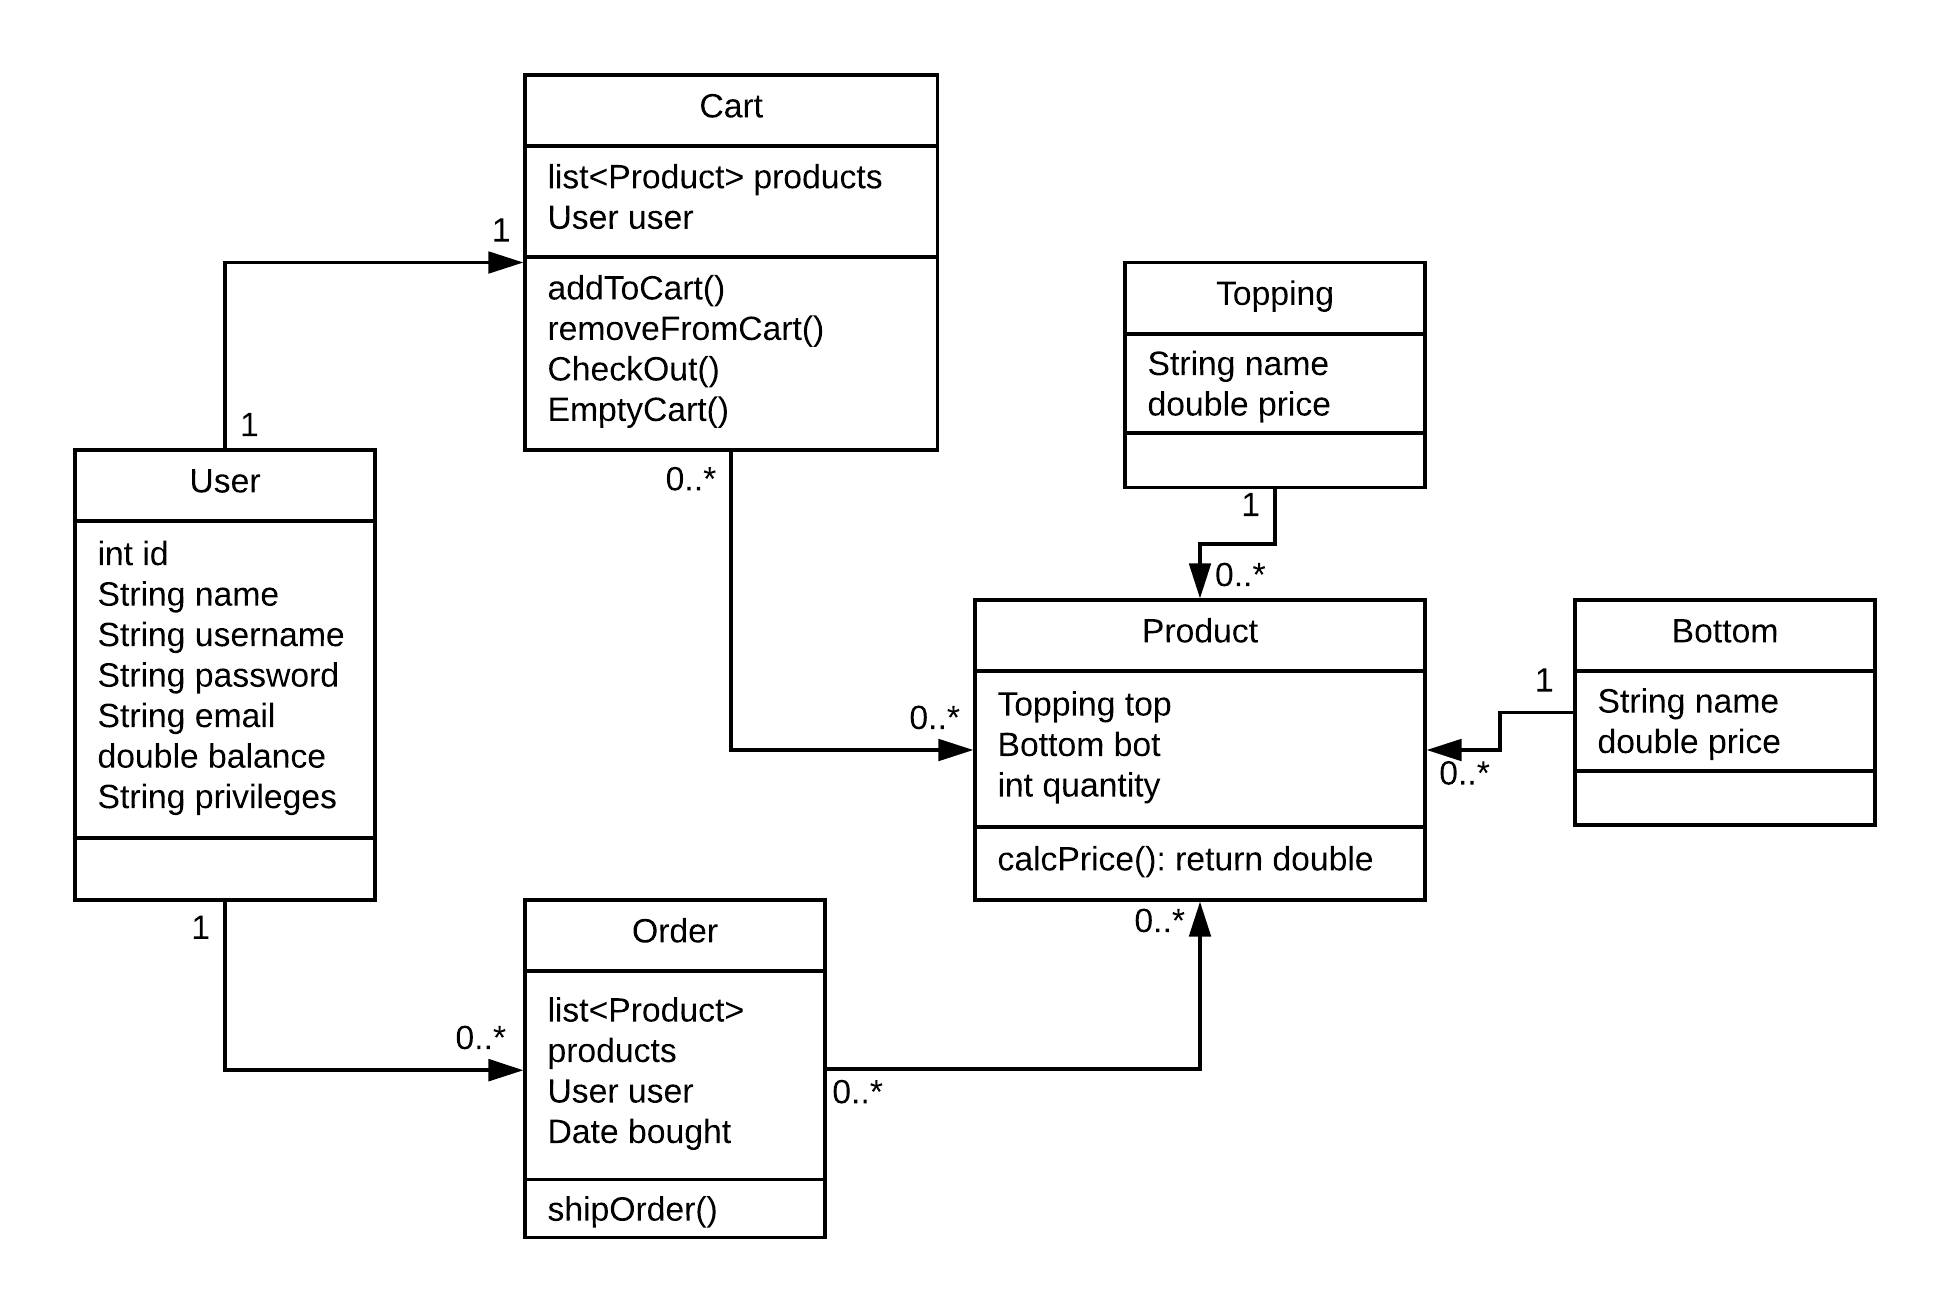 Cart
list<Product> products
User user
addToCart()
removeFromCart()
CheckOut()
EmptyCart()
1
1
0..*
0..*
User
int id
String name
String username
String password
String email
double balance
String privileges
1
0..*
Order
list<Product>
products
User user
Date bought
shipOrder()
0..*
0..*
Topping
String name
double price
1
0..*
Product
Topping top
Bottom bot
int quantity
calcPrice(): return double
Bottom
String name
double price
1
0..*